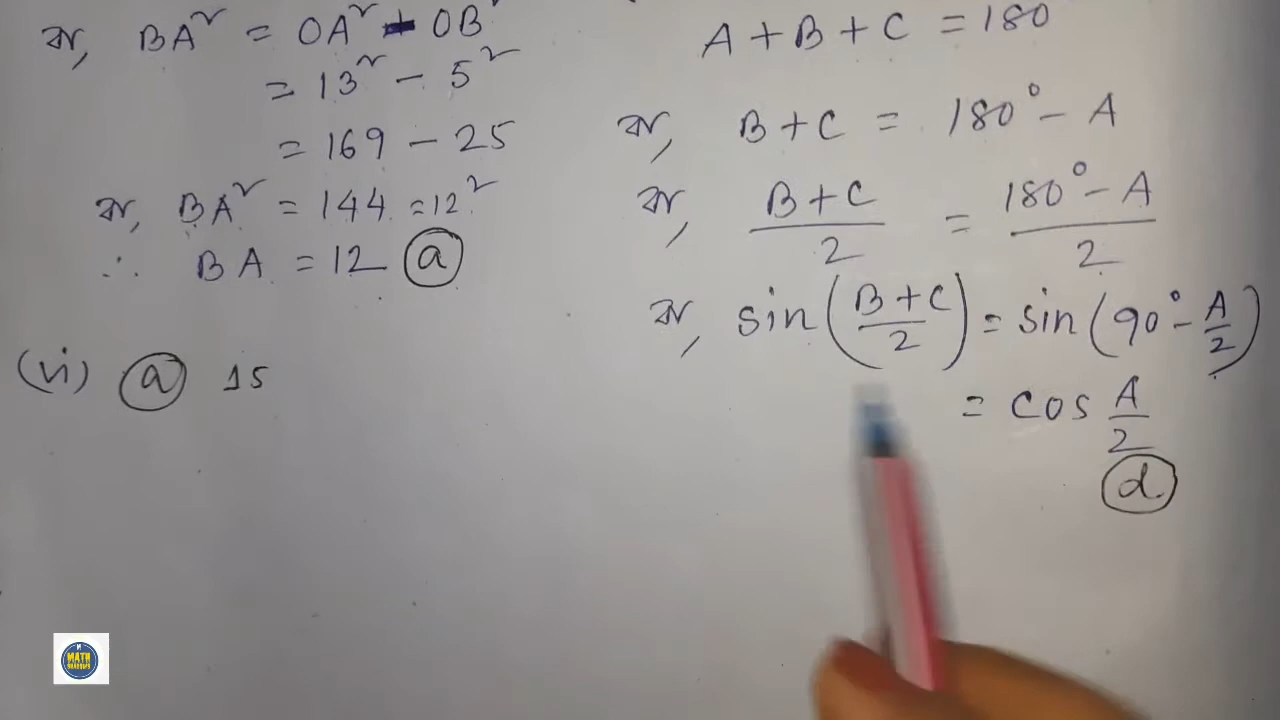 বা, BA² = OA² - OB²
= 13² - 5²
= 169 - 25
বা, BA² = 144 = 12²
∴ BA = 12 (a)
(vi) (a) 15
A + B + C = 180
বা, B + C = 180° - A
বা, (B + C)/2 = (180° - A)/2
বা, sin((B + C)/2) = sin(90° - A/2)
= cos A/2
(d)
MATH